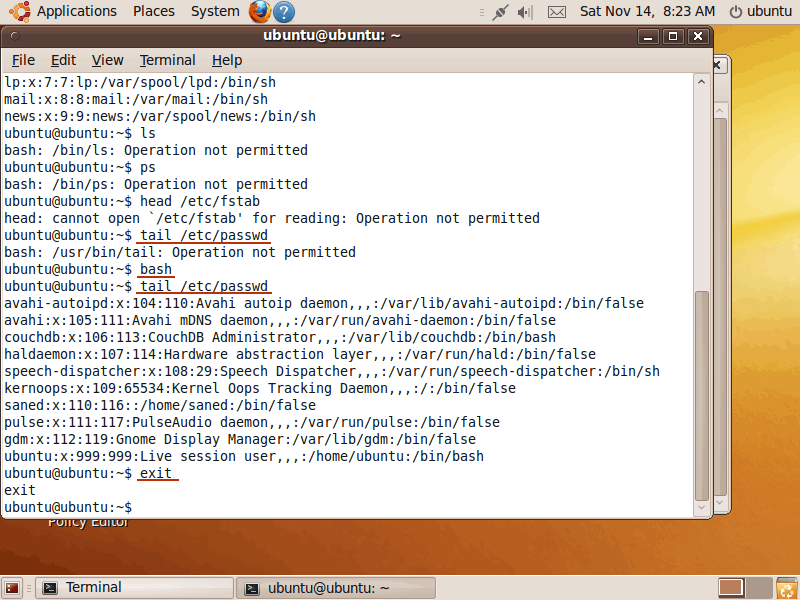 Applications Places System ? Sat Nov 14, 8:23 AM ubuntu
ubuntu@ubuntu: ~
File Edit View Terminal Help
lp:x:7:7:lp:/var/spool/lpd:/bin/sh
mail:x:8:8:mail:/var/mail:/bin/sh
news:x:9:9:news:/var/spool/news:/bin/sh
ubuntu@ubuntu:~$ ls
bash: /bin/ls: Operation not permitted
ubuntu@ubuntu:~$ ps
bash: /bin/ps: Operation not permitted
ubuntu@ubuntu:~$ head /etc/fstab
head: cannot open `/etc/fstab' for reading: Operation not permitted
ubuntu@ubuntu:~$ tail /etc/passwd
bash: /usr/bin/tail: Operation not permitted
ubuntu@ubuntu:~$ bash
ubuntu@ubuntu:~$ tail /etc/passwd
avahi-autoipd:x:104:110:Avahi autoip daemon,,,:/var/lib/avahi-autoipd:/bin/false
avahi:x:105:111:Avahi mDNS daemon,,,:/var/run/avahi-daemon:/bin/false
couchdb:x:106:113:CouchDB Administrator,,,:/var/lib/couchdb:/bin/bash
haldaemon:x:107:114:Hardware abstraction layer,,,:/var/run/hald:/bin/false
speech-dispatcher:x:108:29:Speech Dispatcher,,,:/var/run/speech-dispatcher:/bin/sh
kernoops:x:109:65534:Kernel Oops Tracking Daemon,,,:/:/bin/false
saned:x:110:116::/home/saned:/bin/false
pulse:x:111:117:PulseAudio daemon,,,:/var/run/pulse:/bin/false
gdm:x:112:119:Gnome Display Manager:/var/lib/gdm:/bin/false
ubuntu:x:999:999:Live session user,,,:/home/ubuntu:/bin/bash
ubuntu@ubuntu:~$ exit
exit
ubuntu@ubuntu:~$
Policy Editor
Terminal ubuntu@ubuntu: ~